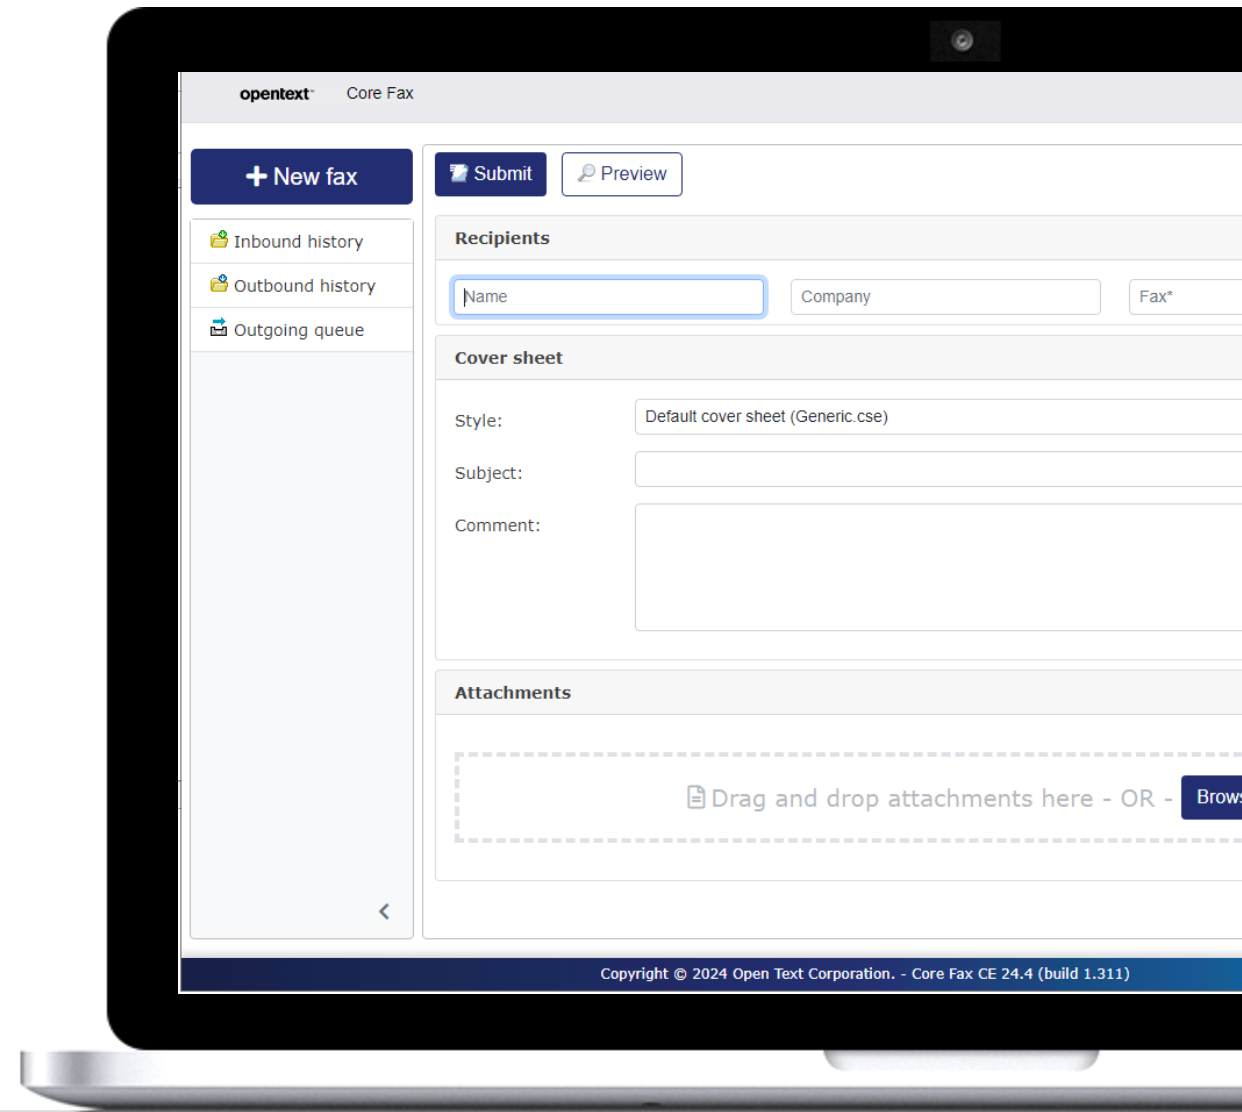 opentext™ Core Fax
New fax
Inbound history
Outbound history
Outgoing queue
Submit
Preview
Recipients
Name
Company
Fax*
Cover sheet
Style:
Default cover sheet (Generic.cse)
Subject:
Comment:
Attachments
Drag and drop attachments here - OR -
Brows
Copyright © 2024 Open Text Corporation. - Core Fax CE 24.4 (build 1.311)